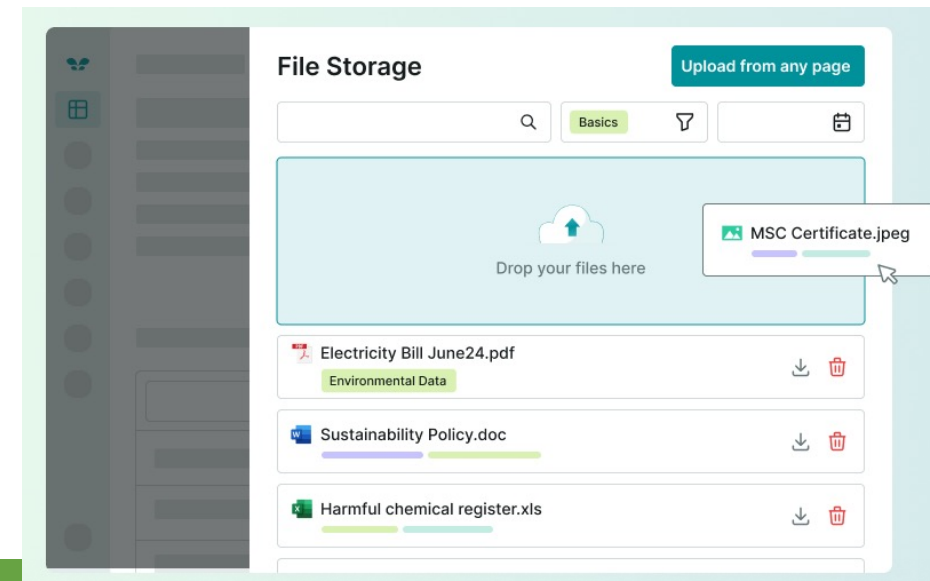 File Storage
Upload from any page
Basics
Drop your files here
MSC Certificate.jpeg
Electricity Bill June24.pdf
Environmental Data
Sustainability Policy.doc
Harmful chemical register.xls